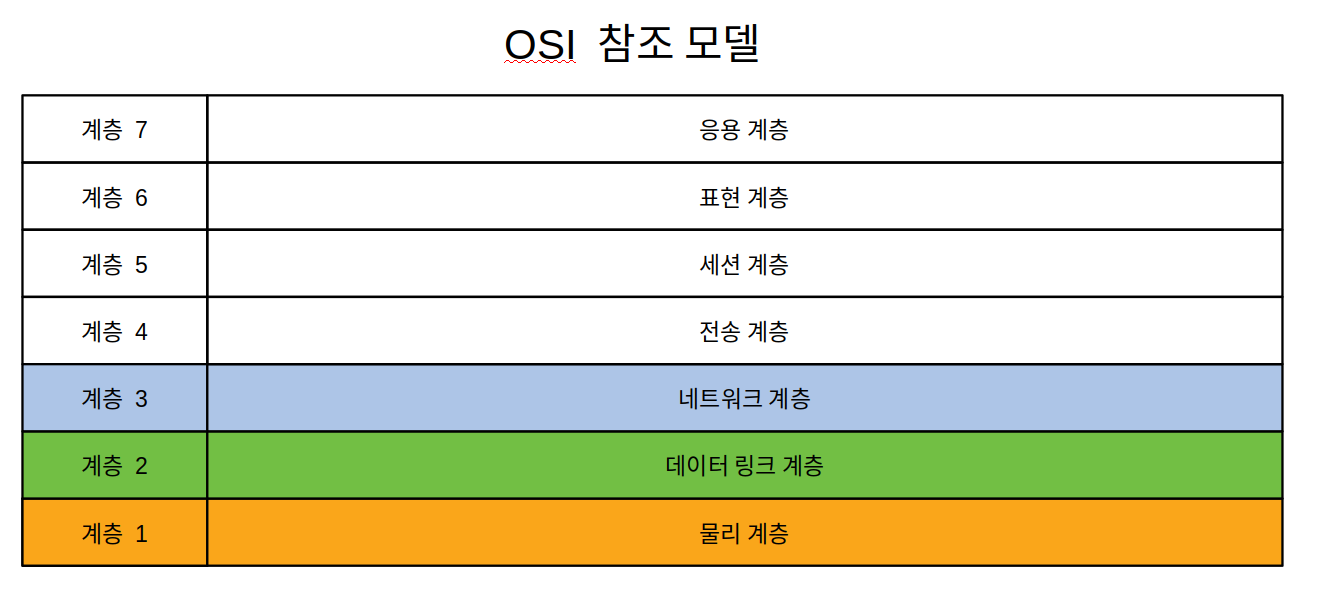 OSI 참조 모델
계층 7 응용 계층
계층 6 표현 계층
계층 5 세션 계층
계층 4 전송 계층
계층 3 네트워크 계층
계층 2 데이터 링크 계층
계층 1 물리 계층